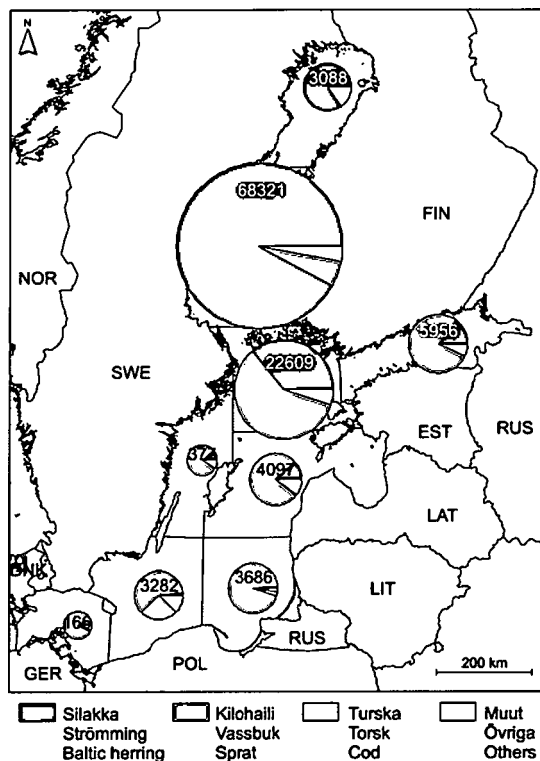 N
3088
68321
FIN
NOR
5956
22609
SWE
EST
RUS
372
4097
LAT
3282
3686
LIT
166
RUS
GER
POL
200 km
Silakka
Strömming
Baltic herring
Kilohaili
Vassbuk
Sprat
Turska
Torsk
Cod
Muut
Övriga
Others